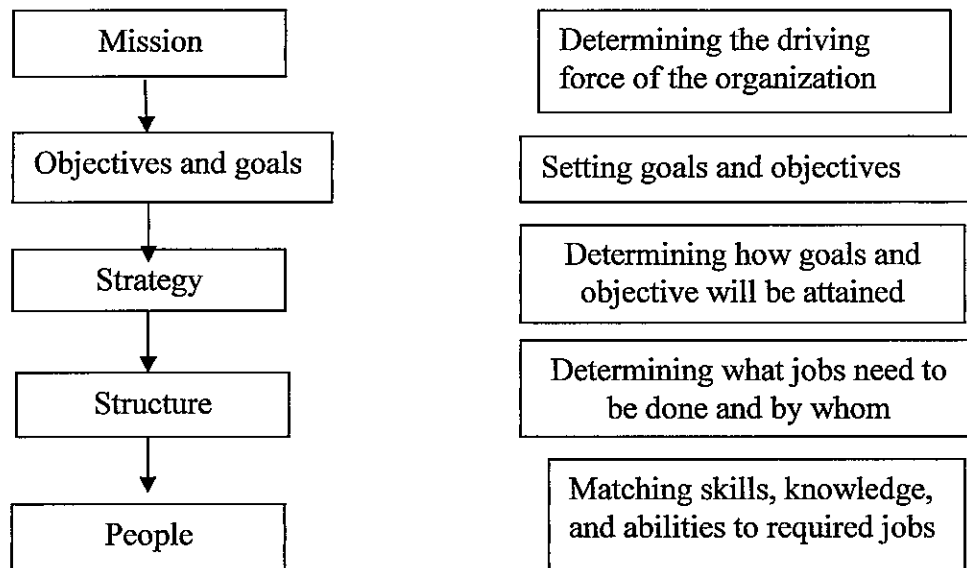 Mission
Determining the driving
force of the organization
Objectives and goals
Setting goals and objectives
Strategy
Determining how goals and
objective will be attained
Structure
Determining what jobs need to
be done and by whom
People
Matching skills, knowledge,
and abilities to required jobs